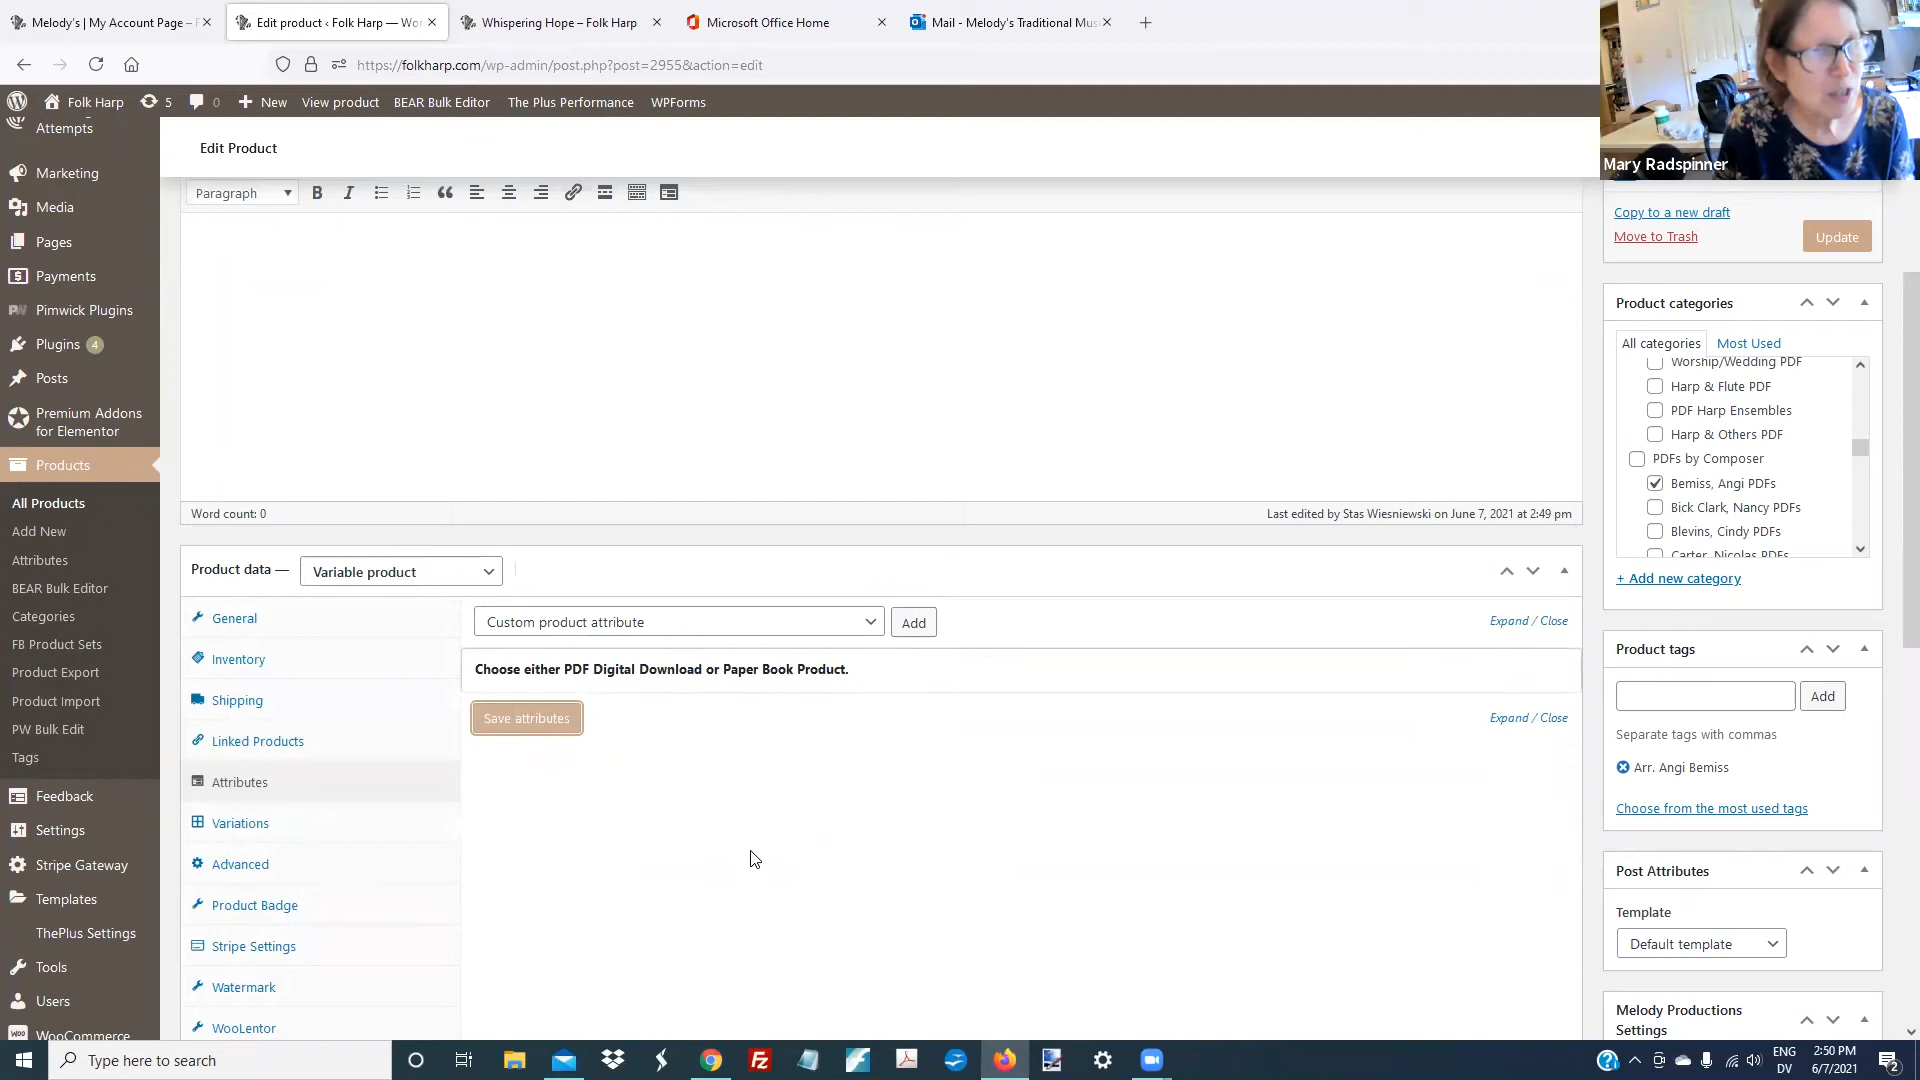 Melody's | My Account Page – F
Edit product ‹ Folk Harp — Wor
Whispering Hope – Folk Harp
Microsoft Office Home
Mail - Melody's Traditional Mus
https://folkharp.com/wp-admin/post.php?post=2955&action=edit
Folk Harp 5 0 New View product BEAR Bulk Editor The Plus Performance WPForms
Attempts
Marketing
Media
Pages
Payments
Pimwick Plugins
Plugins 4
Posts
Premium Addons
for Elementor
Products
All Products
Add New
Attributes
BEAR Bulk Editor
Categories
FB Product Sets
Product Export
Product Import
PW Bulk Edit
Tags
Feedback
Settings
Stripe Gateway
Templates
ThePlus Settings
Tools
Users
WooCommerce
Edit Product
Paragraph
Word count: 0
Last edited by Stas Wiesniewski on June 7, 2021 at 2:49 pm
Product data —
Variable product
General
Inventory
Shipping
Linked Products
Attributes
Variations
Advanced
Product Badge
Stripe Settings
Watermark
WooLentor
Custom product attribute
Add
Expand / Close
Choose either PDF Digital Download or Paper Book Product.
Save attributes
Expand / Close
Mary Radspinner
Copy to a new draft
Move to Trash
Update
Product categories
All categories
Most Used
Worship/Wedding PDF
Harp & Flute PDF
PDF Harp Ensembles
Harp & Others PDF
PDFs by Composer
Bemiss, Angi PDFs
Bick Clark, Nancy PDFs
Blevins, Cindy PDFs
Carter, Nicolas PDFs
+ Add new category
Product tags
Add
Separate tags with commas
Arr. Angi Bemiss
Choose from the most used tags
Post Attributes
Template
Default template
Melody Productions
Settings
Type here to search
ENG
DV
2:50 PM
6/7/2021
2